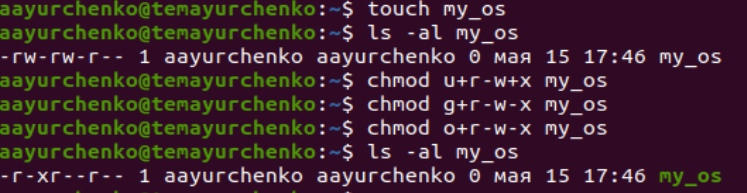 aayurchenko@temayurchenko:~$ touch my_os
aayurchenko@temayurchenko:~$ ls -al my_os
-rw-rw-r-- 1 aayurchenko aayurchenko 0 мая 15 17:46 my_os
aayurchenko@temayurchenko:~$ chmod u+r-w+x my_os
aayurchenko@temayurchenko:~$ chmod g+r-w-x my_os
aayurchenko@temayurchenko:~$ chmod o+r-w-x my_os
aayurchenko@temayurchenko:~$ ls -al my_os
-r-xr--r-- 1 aayurchenko aayurchenko 0 мая 15 17:46 my_os